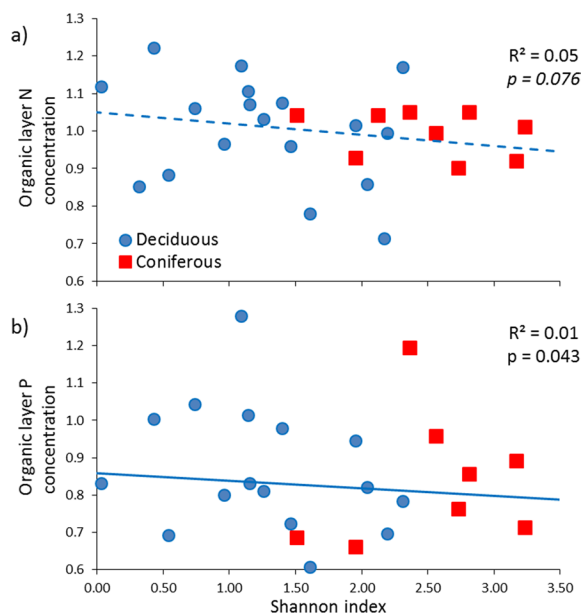 a)
1.3
1.2
1.1
1.0
0.9
0.8
0.7
0.6
Organic layer N
concentration
R² = 0.05
p = 0.076
Deciduous
Coniferous
b)
1.3
1.2
1.1
1.0
0.9
0.8
0.7
0.6
Organic layer P
concentration
R² = 0.01
p = 0.043
0.00 0.50 1.00 1.50 2.00 2.50 3.00 3.50
Shannon index